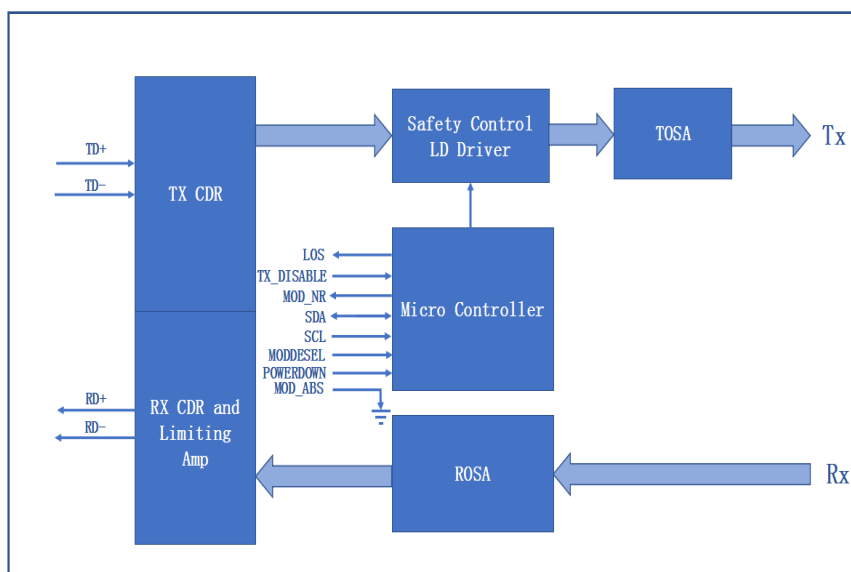 Safety Control
LD Driver
TOSA
Tx
TD+
TD-
TX CDR
LOS
TX_DISABLE
MOD_NR
SDA
SCL
MODDESEL
POWERDOWN
MOD_ABS
Micro Controller
RD+
RD-
RX CDR and
Limiting
Amp
ROSA
Rx